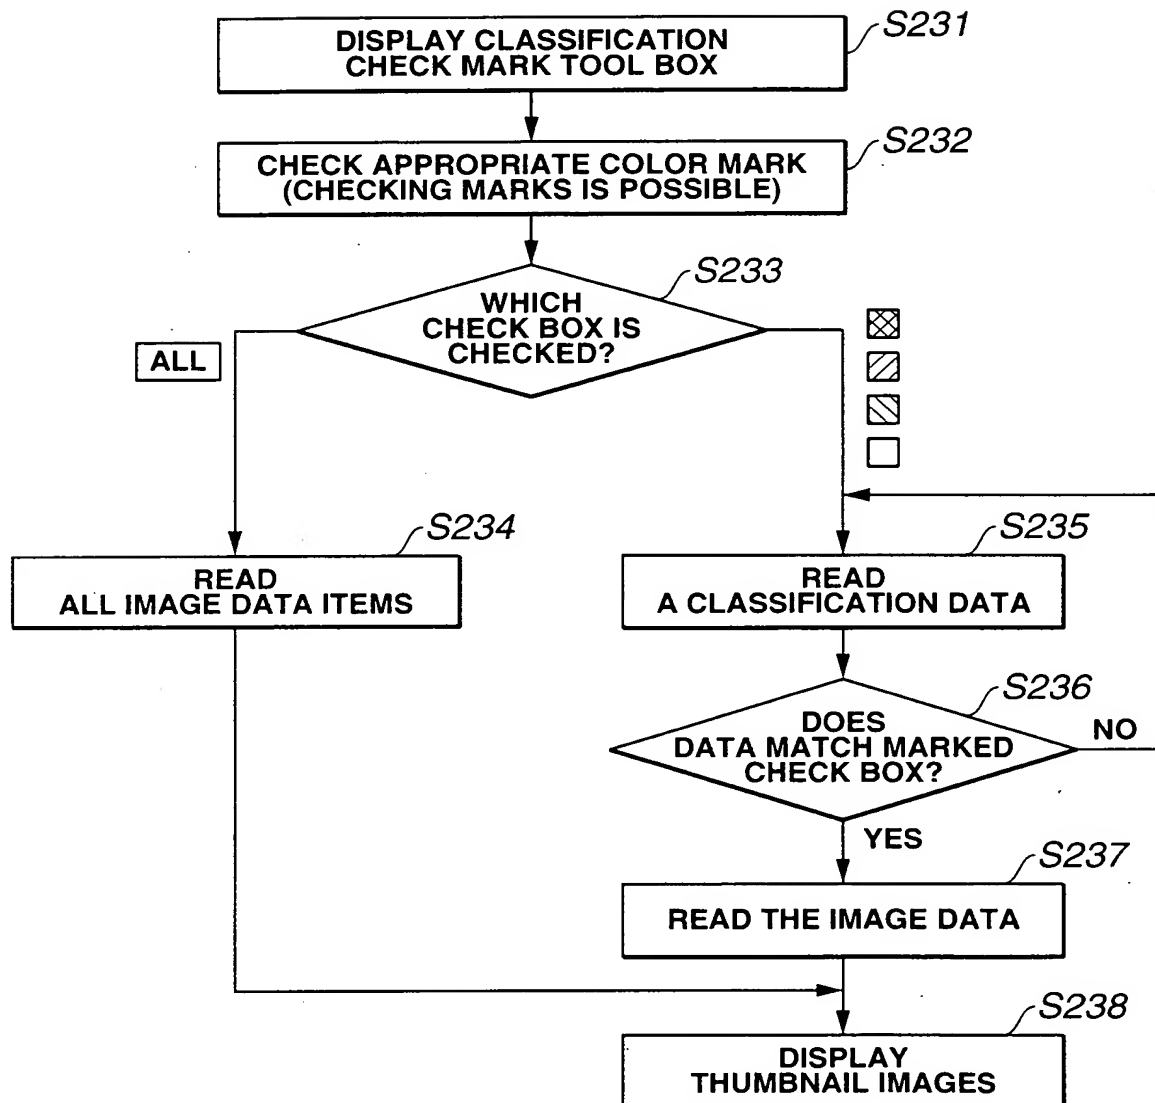 S231
DISPLAY CLASSIFICATION
CHECK MARK TOOL BOX
S232
CHECK APPROPRIATE COLOR MARK
(CHECKING MARKS IS POSSIBLE)
S233
WHICH
CHECK BOX IS
CHECKED?
ALL
S234
READ
ALL IMAGE DATA ITEMS
S235
READ
A CLASSIFICATION DATA
S236
DOES
DATA MATCH MARKED
CHECK BOX?
NO
YES
S237
READ THE IMAGE DATA
S238
DISPLAY
THUMBNAIL IMAGES